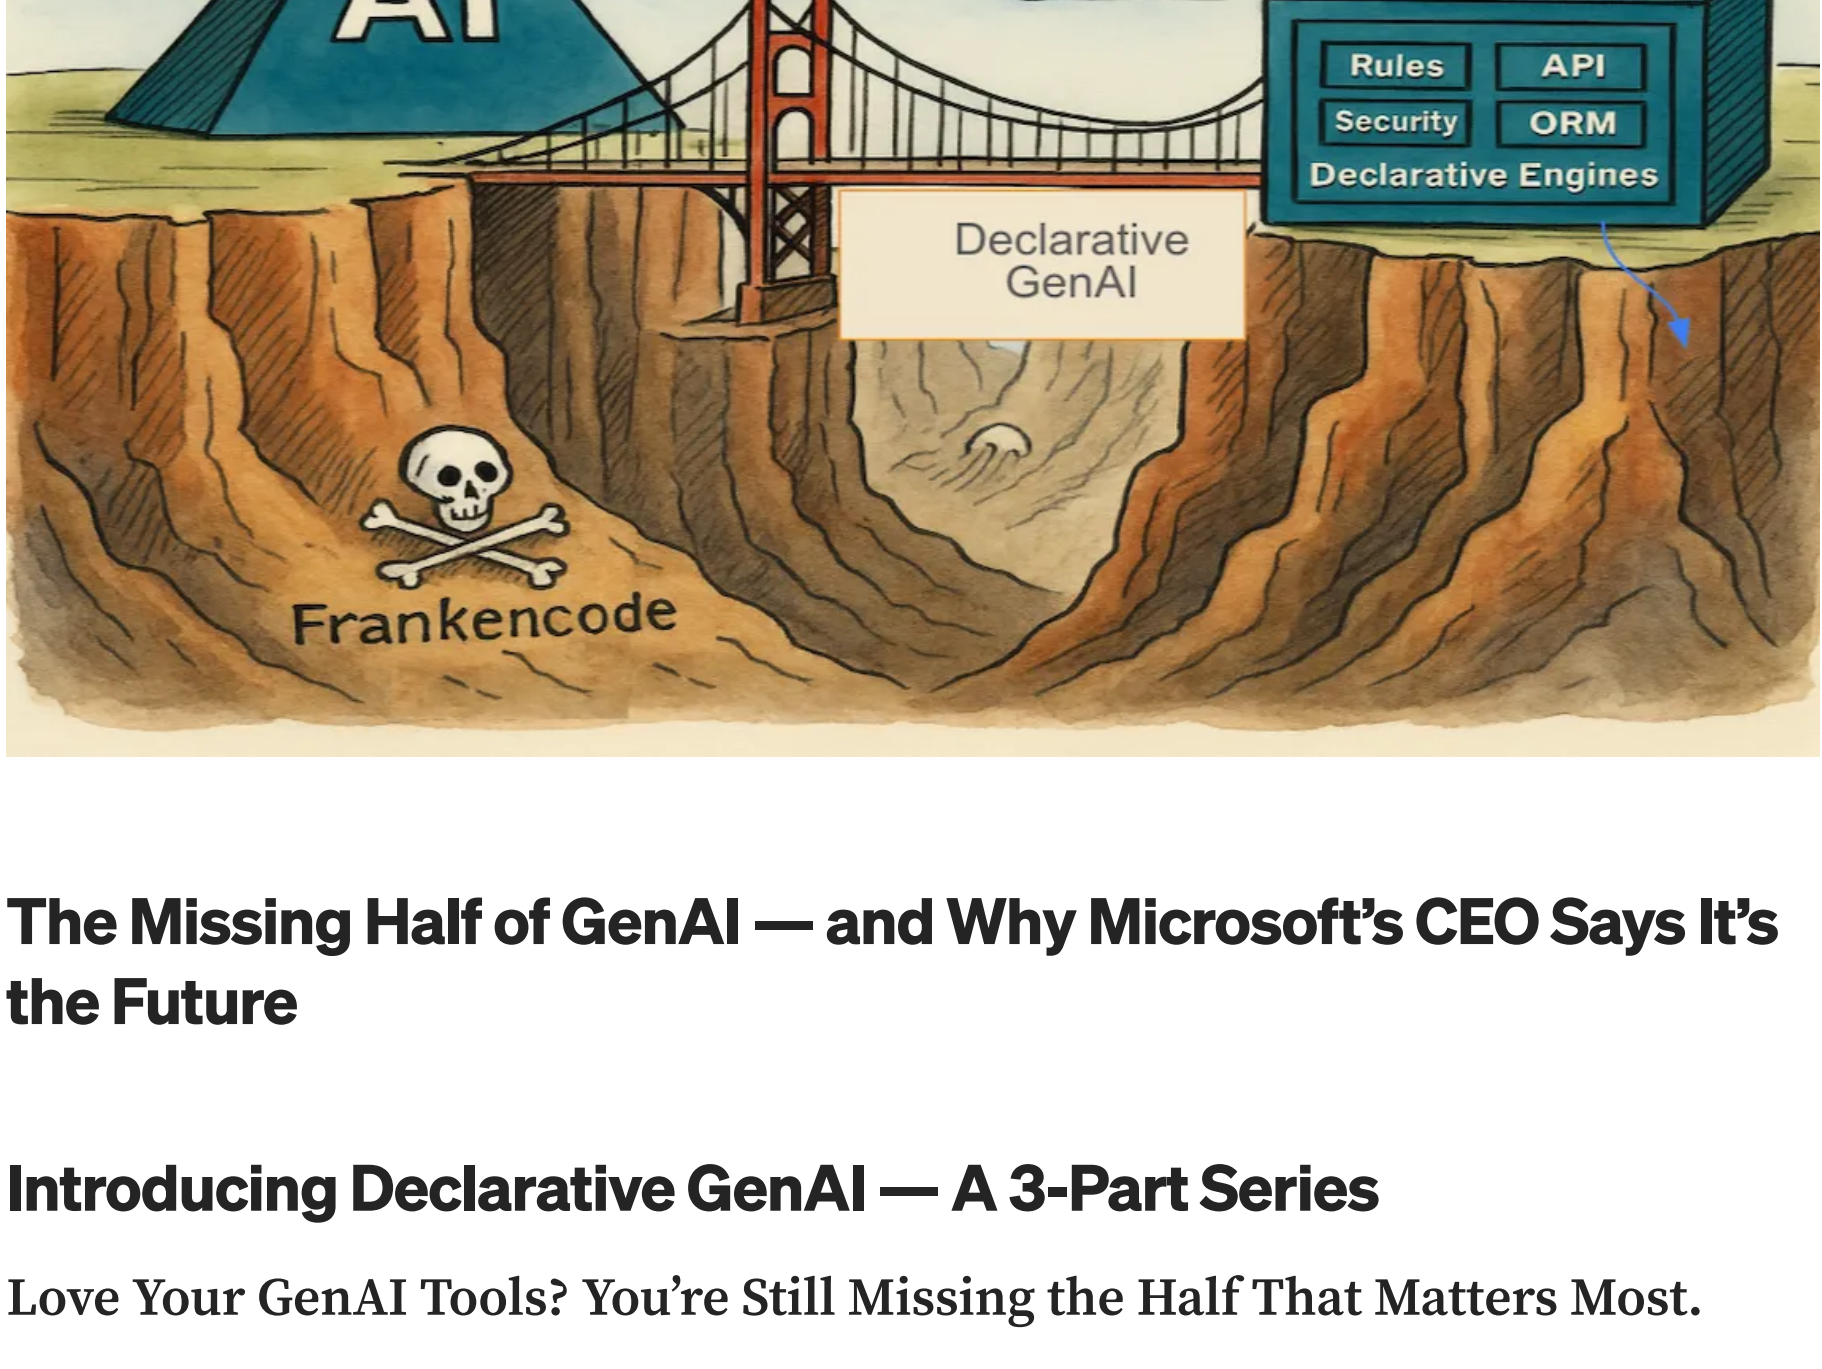 AI
Rules
API
Security
ORM
Declarative Engines
Declarative
GenAI
Frankencode
The Missing Half of GenAI — and Why Microsoft’s CEO Says It’s
the Future
Introducing Declarative GenAI — A 3-Part Series
Love Your GenAI Tools? You’re Still Missing the Half That Matters Most.